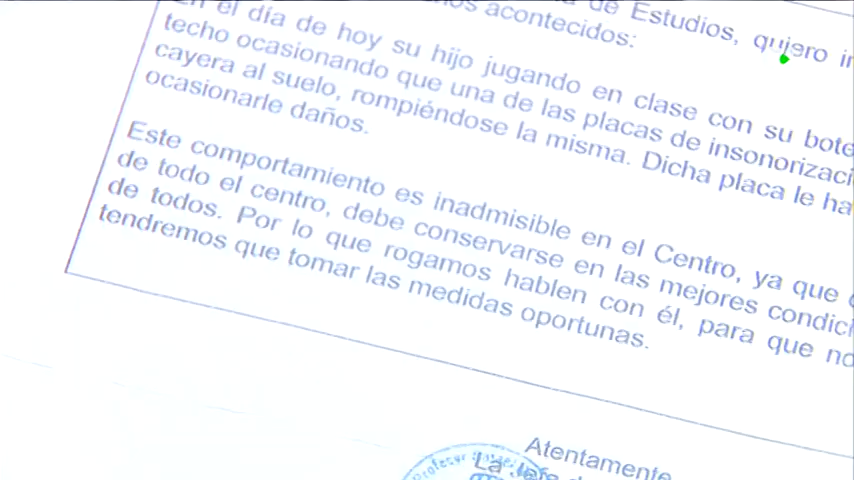 de Estudios, quiero
acontecidos:
el día de hoy su hijo jugando en clase con su bote
techo ocasionando que una de las placas de insonorizaci
cayera al suelo, rompiéndose la misma. Dicha placa le ha
ocasionarle daños.
Este comportamiento es inadmisible en el Centro, ya que
de todo el centro, debe conservarse en las mejores condici
de todos. Por lo que rogamos hablen con él, para que no
tendremos que tomar las medidas oportunas.
Atentamente
La Jefe